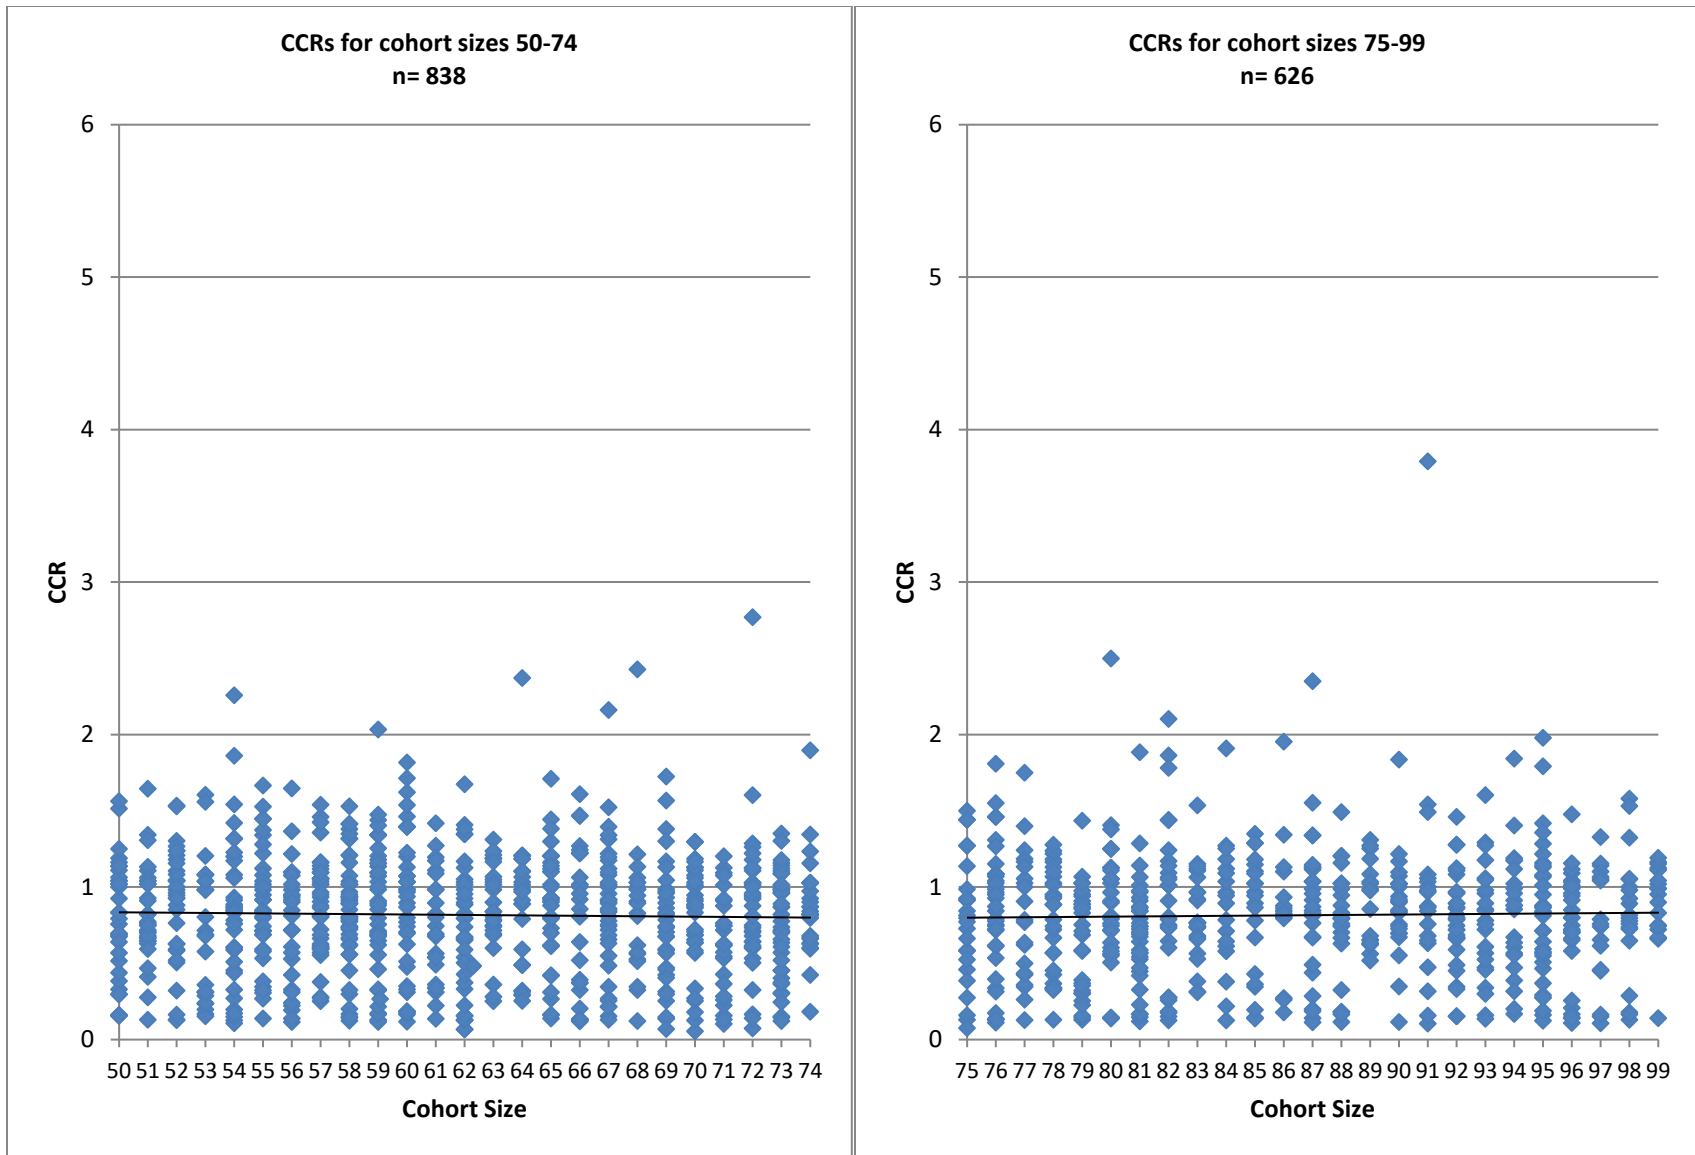 CCRs for cohort sizes 50-74
n= 838
6
5
4
3
2
1
0
CCR
50 51 52 53 54 55 56 57 58 59 60 61 62 63 64 65 66 67 68 69 70 71 72 73 74
Cohort Size
CCRs for cohort sizes 75-99
n= 626
6
5
4
3
2
1
0
CCR
75 76 77 78 79 80 81 82 83 84 85 86 87 88 89 90 91 92 93 94 95 96 97 98 99
Cohort Size